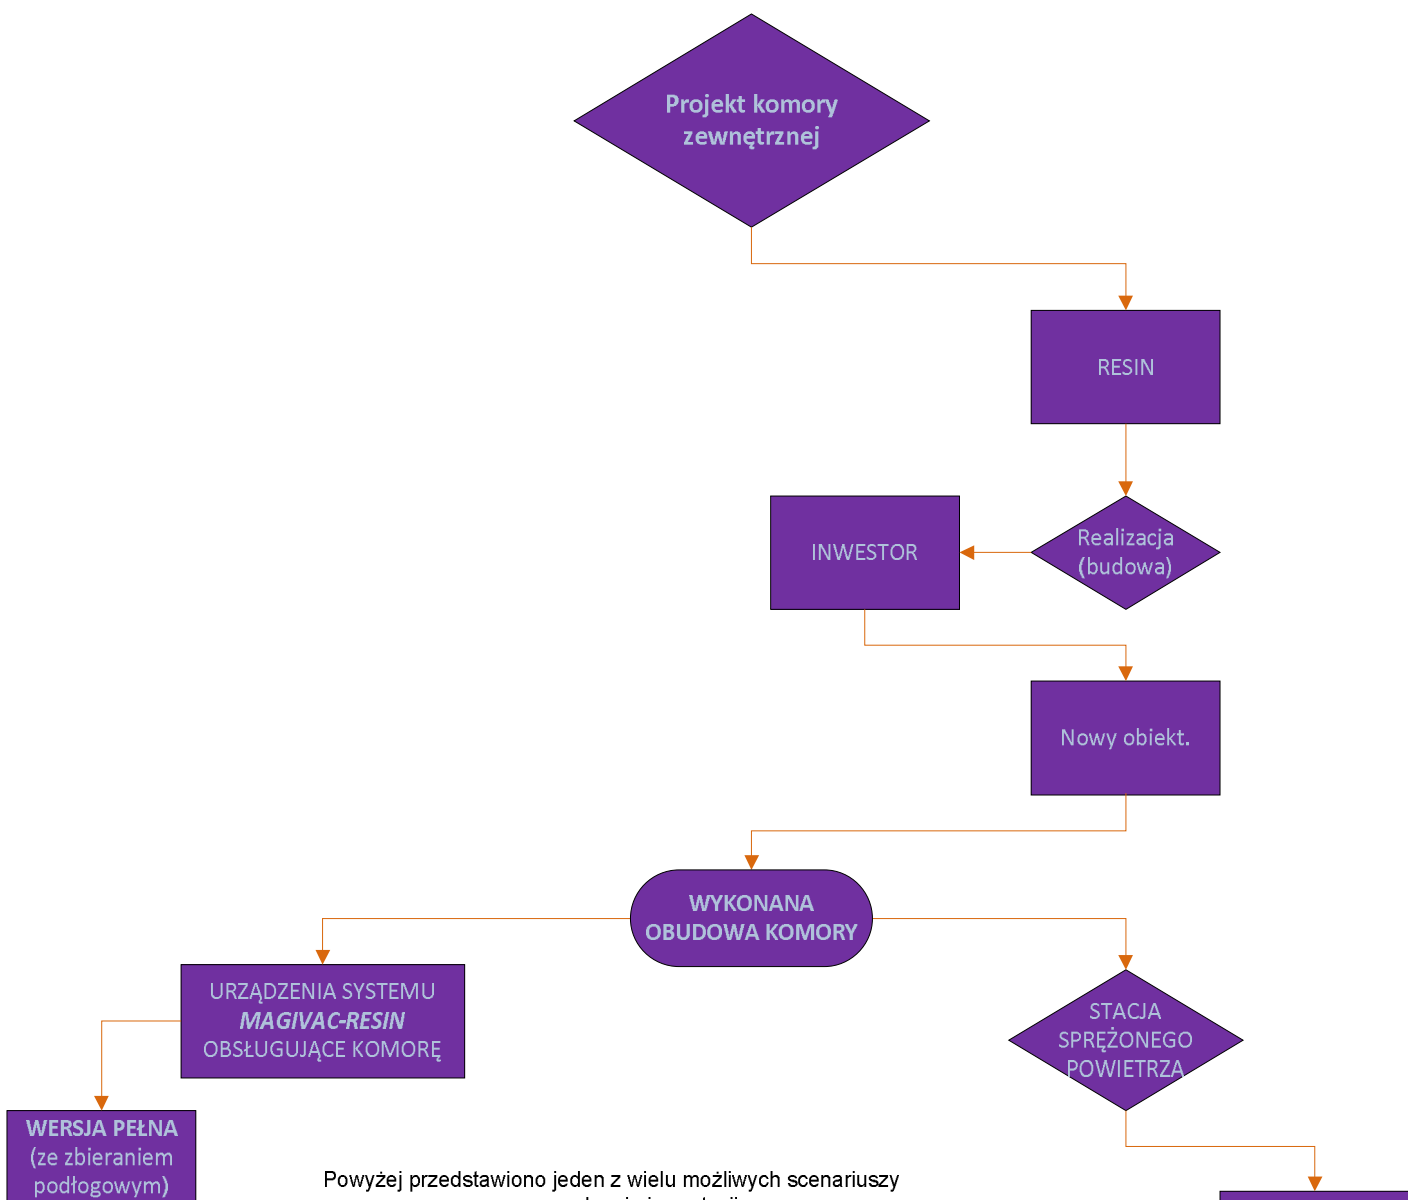 Projekt komory
zewnętrznej
RESIN
INWESTOR
Realizacja
(budowa)
Nowy obiekt.
WYKONANA
OBUDOWA KOMORY
URZĄDZENIA SYSTEMU
MAGIVAC-RESIN
OBSŁUGUJĄCE KOMORĘ
STACJA
SPRĘŻONEGO
POWIETRZA
WERSJA PEŁNA
(ze zbieraniem
podłogowym)
Powyżej przedstawiono jeden z wielu możliwych scenariuszy